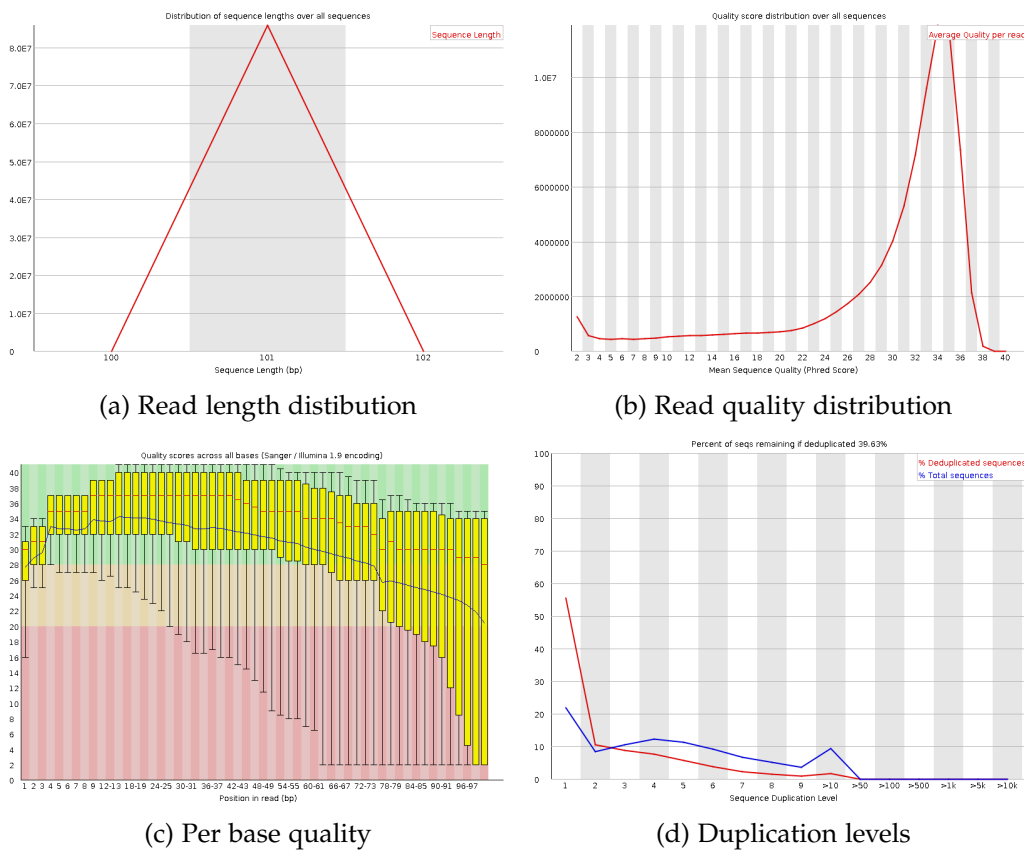 Distribution of sequence lengths over all sequences
Sequence Length
8.0E7
7.0E7
6.0E7
5.0E7
4.0E7
3.0E7
2.0E7
1.0E7
0
100 101 102
Sequence Length (bp)
(a) Read length distibution
Quality score distribution over all sequences
Average Quality per read
1.0E7
8000000
6000000
4000000
2000000
0
2 3 4 5 6 7 8 9 10 12 14 16 18 20 22 24 26 28 30 32 34 36 38 40
Mean Sequence Quality (Phred Score)
(b) Read quality distribution
Quality scores across all bases (Sanger / Illumina 1.9 encoding)
40
38
36
34
32
30
28
26
24
22
20
18
16
14
12
10
8
6
4
2
0
1 2 3 4 5 6 7 8 9 12-13 18-19 24-25 30-31 36-37 42-43 48-49 54-55 60-61 66-67 72-73 78-79 84-85 90-91 96-97
Position in read (bp)
(c) Per base quality
Percent of seqs remaining if deduplicated 39.63%
% Deduplicated sequences
% Total sequences
100
90
80
70
60
50
40
30
20
10
0
1 2 3 4 5 6 7 8 9 >10 >50 >100 >500 >1k >5k >10k
Sequence Duplication Level
(d) Duplication levels